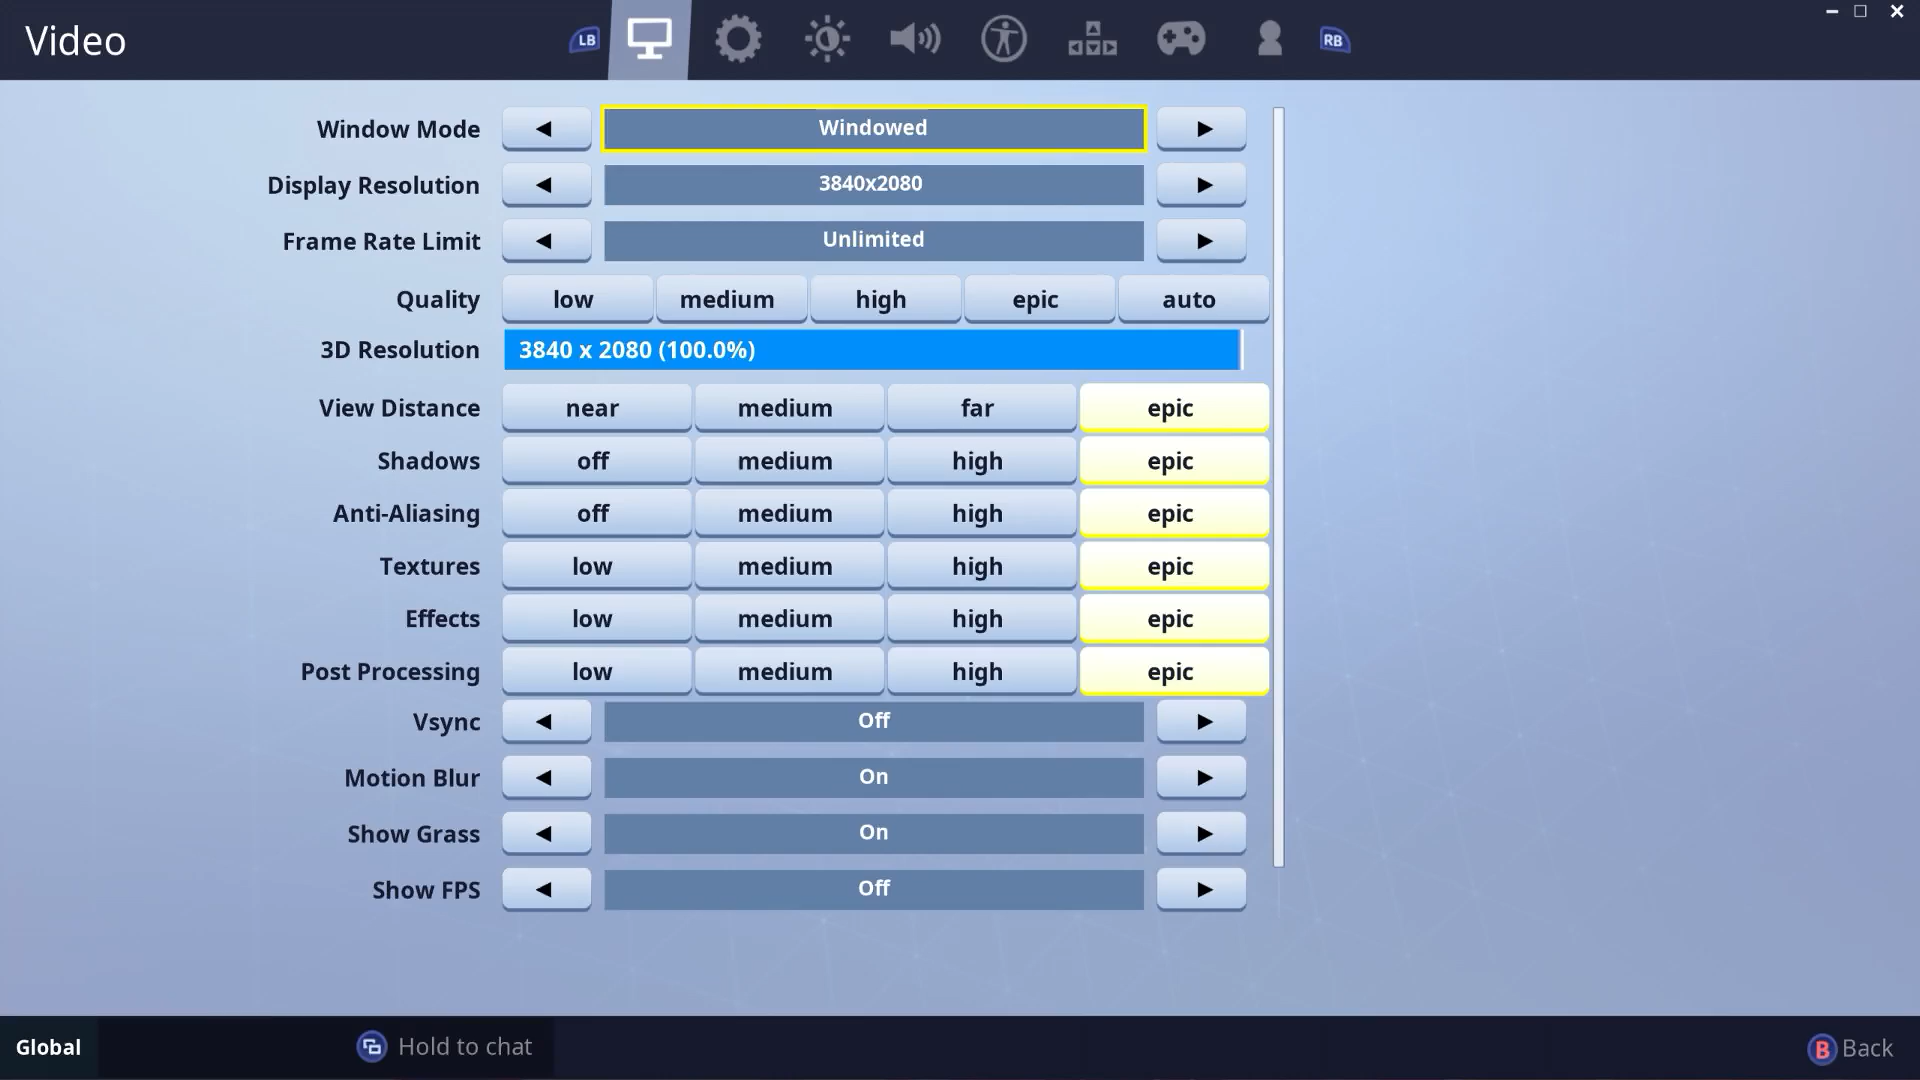 Video
LB
RB
Window Mode Windowed
Display Resolution 3840x2080
Frame Rate Limit Unlimited
Quality low medium high epic auto
3D Resolution 3840 x 2080 (100.0%)
View Distance near medium far epic
Shadows off medium high epic
Anti-Aliasing off medium high epic
Textures low medium high epic
Effects low medium high epic
Post Processing low medium high epic
Vsync Off
Motion Blur On
Show Grass On
Show FPS Off
Global Hold to chat B Back